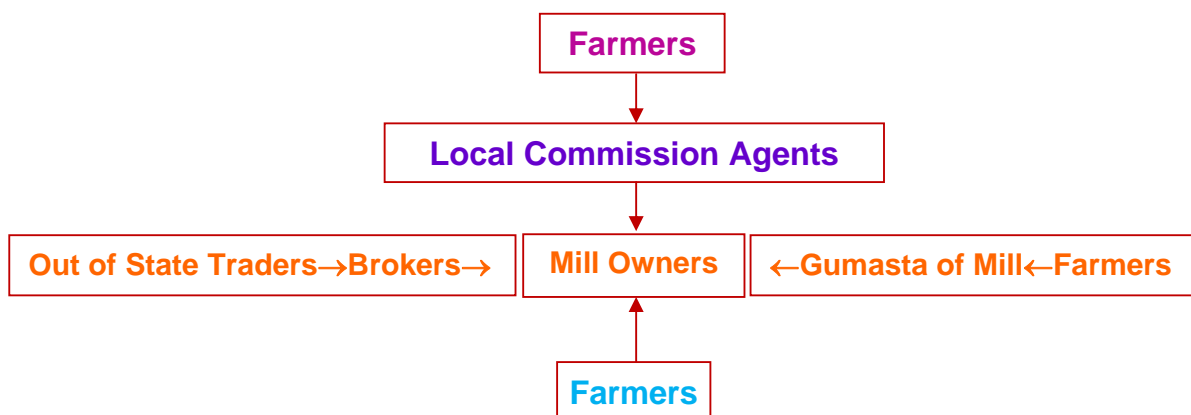 Farmers
Local Commission Agents
Out of State Traders→Brokers→
Mill Owners
←Gumasta of Mill←Farmers
Farmers